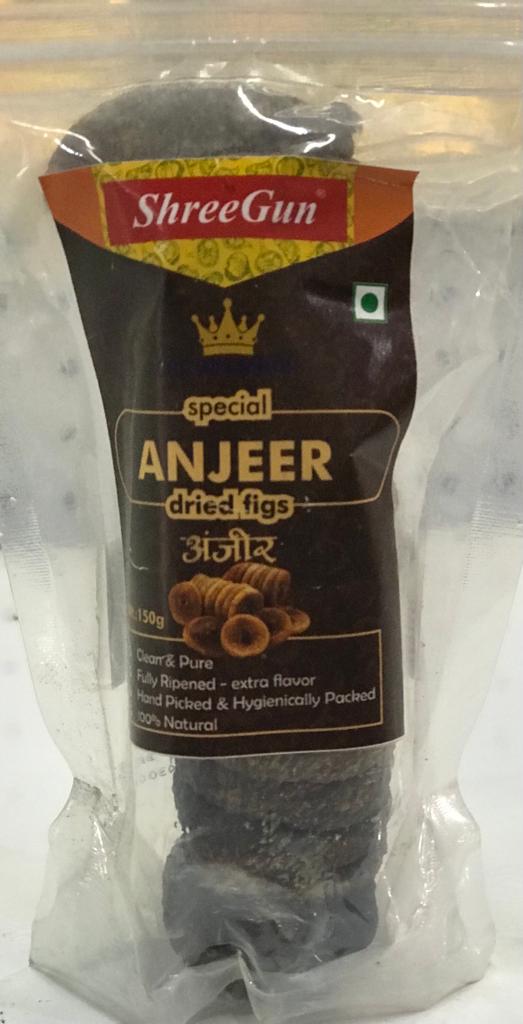 ShreeGun®
special
ANJEER
dried figs
अंजीर
150g
Clean & Pure
Fully Ripened - extra flavor
Hand Picked & Hygienically Packed
100% Natural